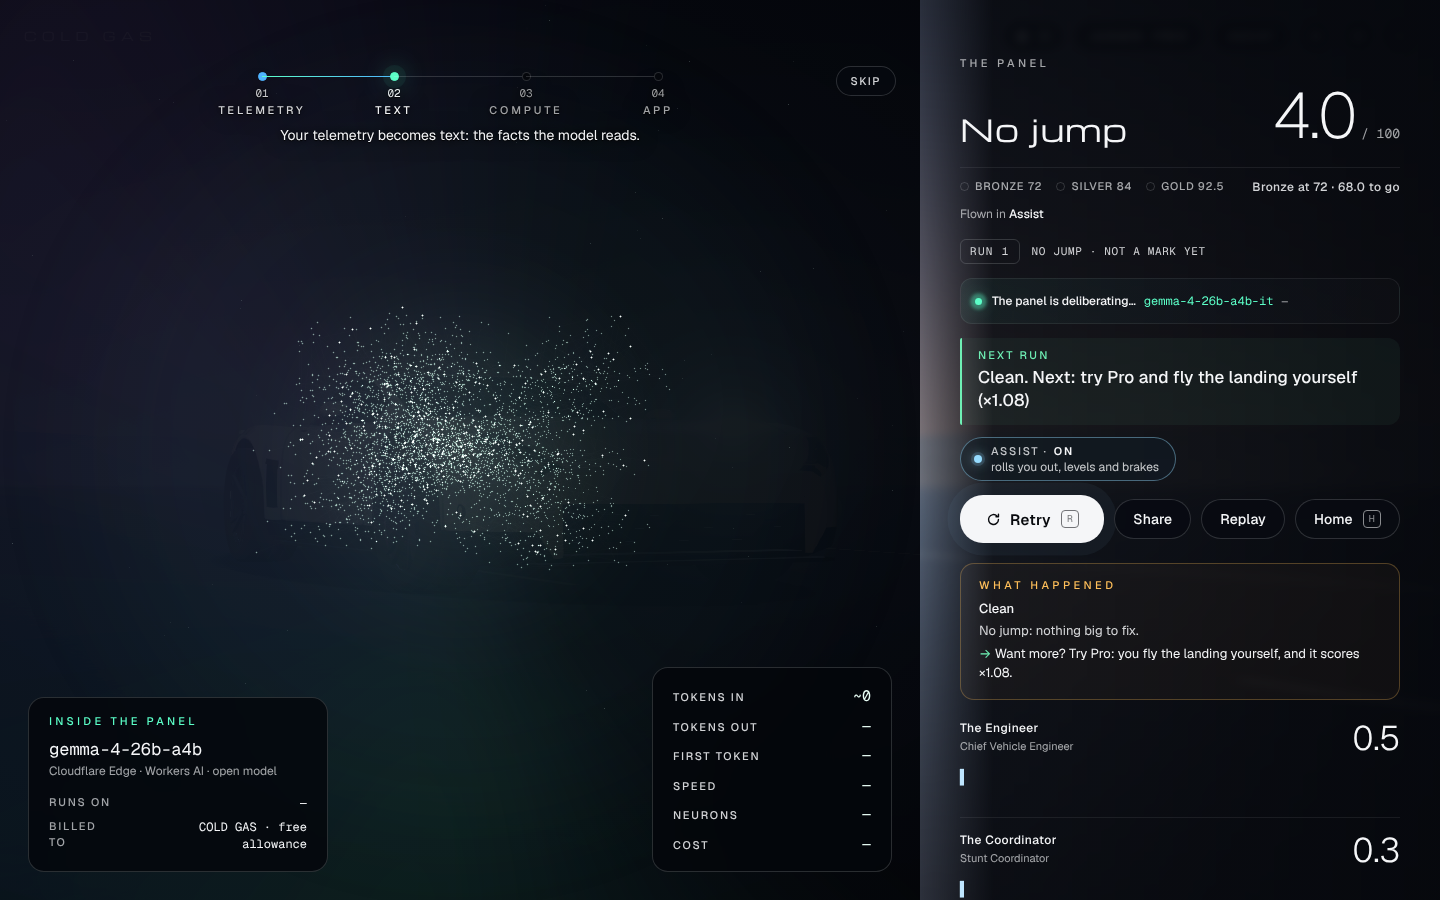 COLD GAS
01
TELEMETRY
02
TEXT
03
COMPUTE
04
APP
SKIP
Your telemetry becomes text: the facts the model reads.
INSIDE THE PANEL
gemma-4-26b-a4b
Cloudflare Edge · Workers AI · open model
RUNS ON —
BILLED TO COLD GAS · free allowance
TOKENS IN ~0
TOKENS OUT —
FIRST TOKEN —
SPEED —
NEURONS —
COST —
THE PANEL
No jump 4.0 / 100
BRONZE 72 SILVER 84 GOLD 92.5 Bronze at 72 · 68.0 to go
Flown in Assist
RUN 1 NO JUMP · NOT A MARK YET
The panel is deliberating… gemma-4-26b-a4b-it —
NEXT RUN
Clean. Next: try Pro and fly the landing yourself
(×1.08)
ASSIST · ON
rolls you out, levels and brakes
Retry R Share Replay Home H
WHAT HAPPENED
Clean
No jump: nothing big to fix.
→ Want more? Try Pro: you fly the landing yourself, and it scores
×1.08.
The Engineer 0.5
Chief Vehicle Engineer
The Coordinator 0.3
Stunt Coordinator